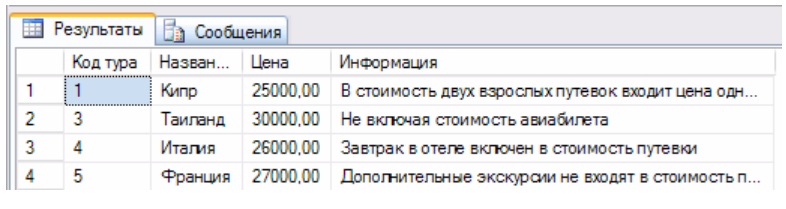 Результаты Сообщения
Код тура Назван... Цена Информация
1 1 Кипр 25000,00 В стоимость двух взрослых путевок входит цена одн...
2 3 Таиланд 30000,00 Не включая стоимость авиабилета
3 4 Италия 26000,00 Завтрак в отеле включен в стоимость путевки
4 5 Франция 27000,00 Дополнительные экскурсии не входят в стоимость п...